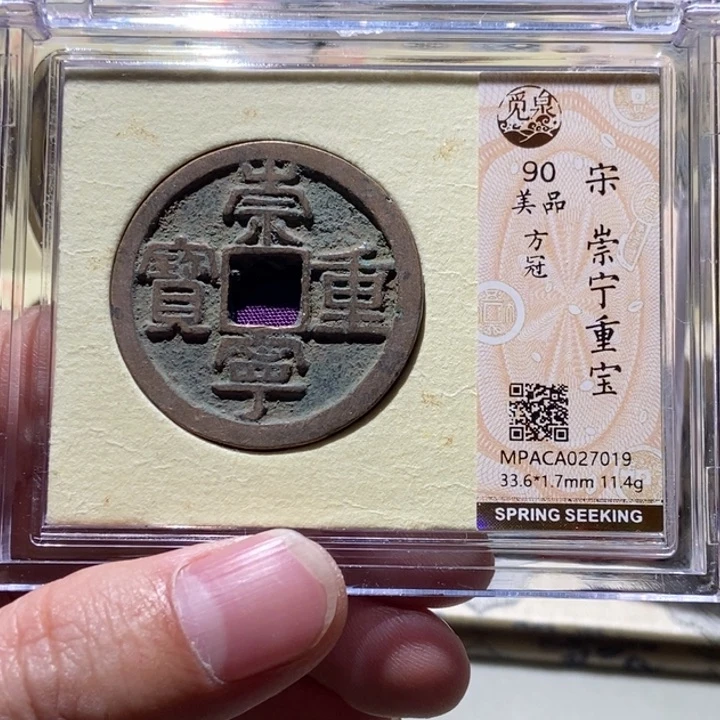 崇
寧
重
寶
觅泉
宋 崇宁重宝
90
美品
方冠
MPACA027019
33.6*1.7mm 11.4g
SPRING SEEKING